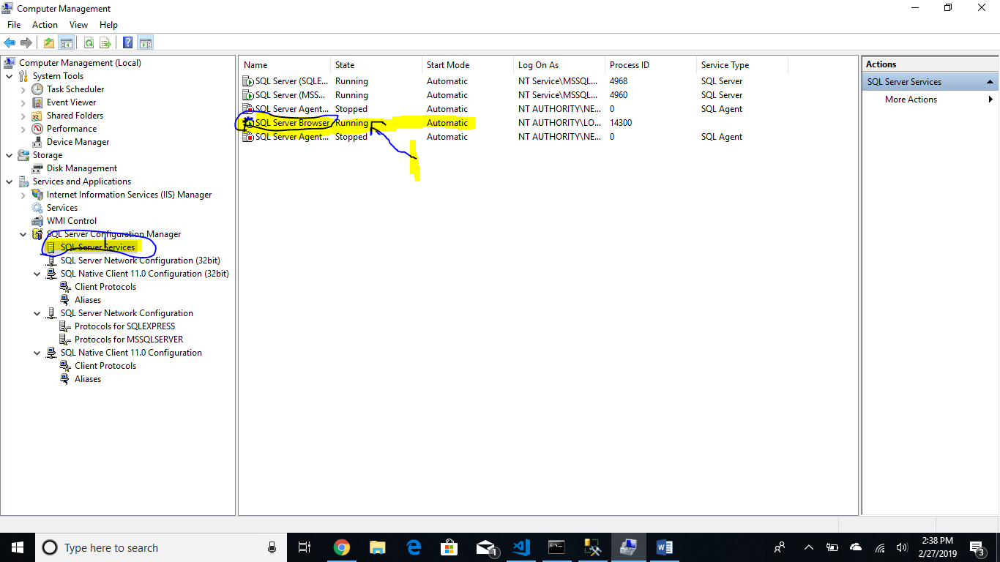 Computer Management
File Action View Help
Computer Management (Local)
System Tools
Task Scheduler
Event Viewer
Shared Folders
Performance
Device Manager
Storage
Disk Management
Services and Applications
Internet Information Services (IIS) Manager
Services
WMI Control
SQL Server Configuration Manager
SQL Server Services
SQL Server Network Configuration (32bit)
SQL Native Client 11.0 Configuration (32bit)
Client Protocols
Aliases
SQL Server Network Configuration
Protocols for SQLEXPRESS
Protocols for MSSQLSERVER
SQL Native Client 11.0 Configuration
Client Protocols
Aliases
Name State Start Mode Log On As Process ID Service Type
SQL Server (SQLE... Running Automatic NT Service\MSSQL... 4968 SQL Server
SQL Server (MSS... Running Automatic NT Service\MSSQL... 4960 SQL Server
SQL Server Agent... Stopped Automatic NT AUTHORITY\NE... 0 SQL Agent
SQL Server Browser Running Automatic NT AUTHORITY\LO... 14300
SQL Server Agent... Stopped Automatic NT AUTHORITY\NE... 0 SQL Agent
Actions
SQL Server Services
More Actions
Type here to search
1
2:38 PM
2/27/2019
3